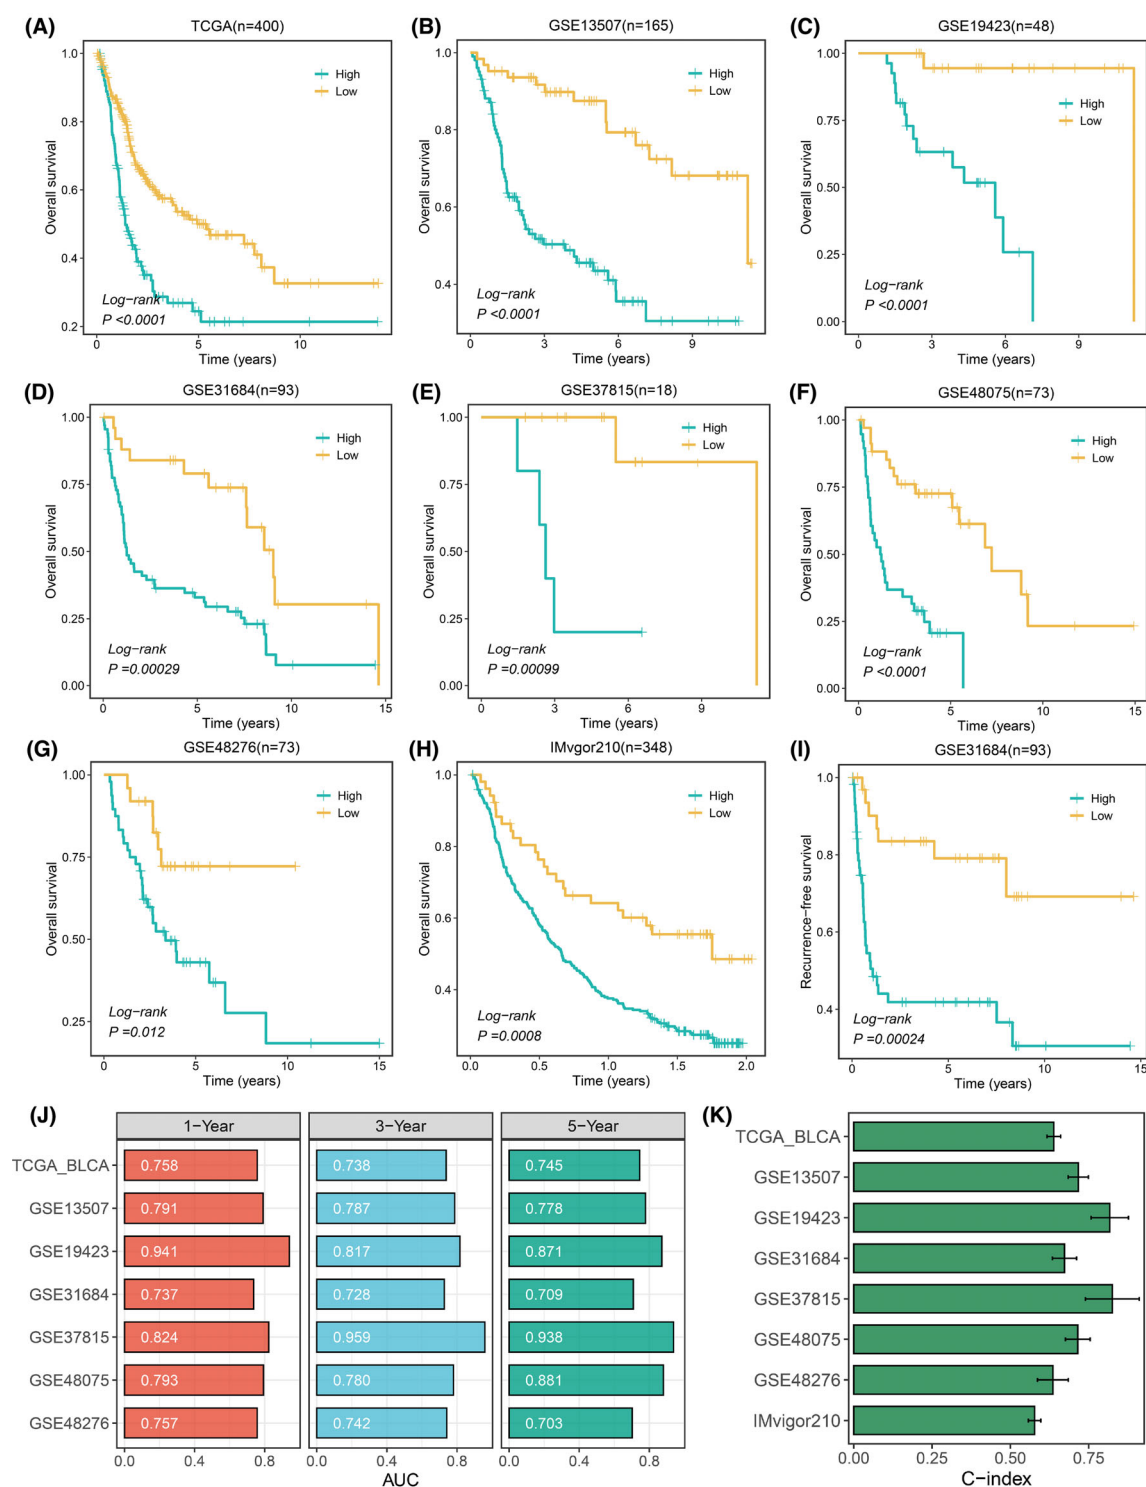 (A)
TCGA(n=400)
Overall survival
1.0
0.8
0.6
0.4
0.2
High
Low
Log-rank
P <0.0001
0
5
10
Time (years)
(B)
GSE13507(n=165)
Overall survival
1.0
0.8
0.6
0.4
High
Low
Log-rank
P <0.0001
0
3
6
9
Time (years)
(C)
GSE19423(n=48)
Overall survival
1.00
0.75
0.50
0.25
0.00
High
Low
Log-rank
P <0.0001
0
3
6
9
Time (years)
(D)
GSE31684(n=93)
Overall survival
1.00
0.75
0.50
0.25
0.00
High
Low
Log-rank
P =0.00029
0
5
10
15
Time (years)
(E)
GSE37815(n=18)
Overall survival
1.00
0.75
0.50
0.25
0.00
High
Low
Log-rank
P =0.00099
0
3
6
9
Time (years)
(F)
GSE48075(n=73)
Overall survival
1.00
0.75
0.50
0.25
0.00
High
Low
Log-rank
P <0.0001
0
5
10
15
Time (years)
(G)
GSE48276(n=73)
Overall survival
1.00
0.75
0.50
0.25
High
Low
Log-rank
P =0.012
0
5
10
15
Time (years)
(H)
IMvgor210(n=348)
Overall survival
1.0
0.8
0.6
0.4
High
Low
Log-rank
P =0.0008
0.0
0.5
1.0
1.5
2.0
Time (years)
(I)
GSE31684(n=93)
Recurrence-free survival
1.0
0.8
0.6
0.4
High
Low
Log-rank
P =0.00024
0
5
10
15
Time (years)
(J)
1-Year 3-Year 5-Year
TCGA_BLCA 0.758 0.738 0.745
GSE13507 0.791 0.787 0.778
GSE19423 0.941 0.817 0.871
GSE31684 0.737 0.728 0.709
GSE37815 0.824 0.959 0.938
GSE48075 0.793 0.780 0.881
GSE48276 0.757 0.742 0.703
0.0 0.4 0.8 0.0 0.4 0.8 0.0 0.4 0.8
AUC
(K)
TCGA_BLCA
GSE13507
GSE19423
GSE31684
GSE37815
GSE48075
GSE48276
IMvigor210
0.00 0.25 0.50 0.75
C-index